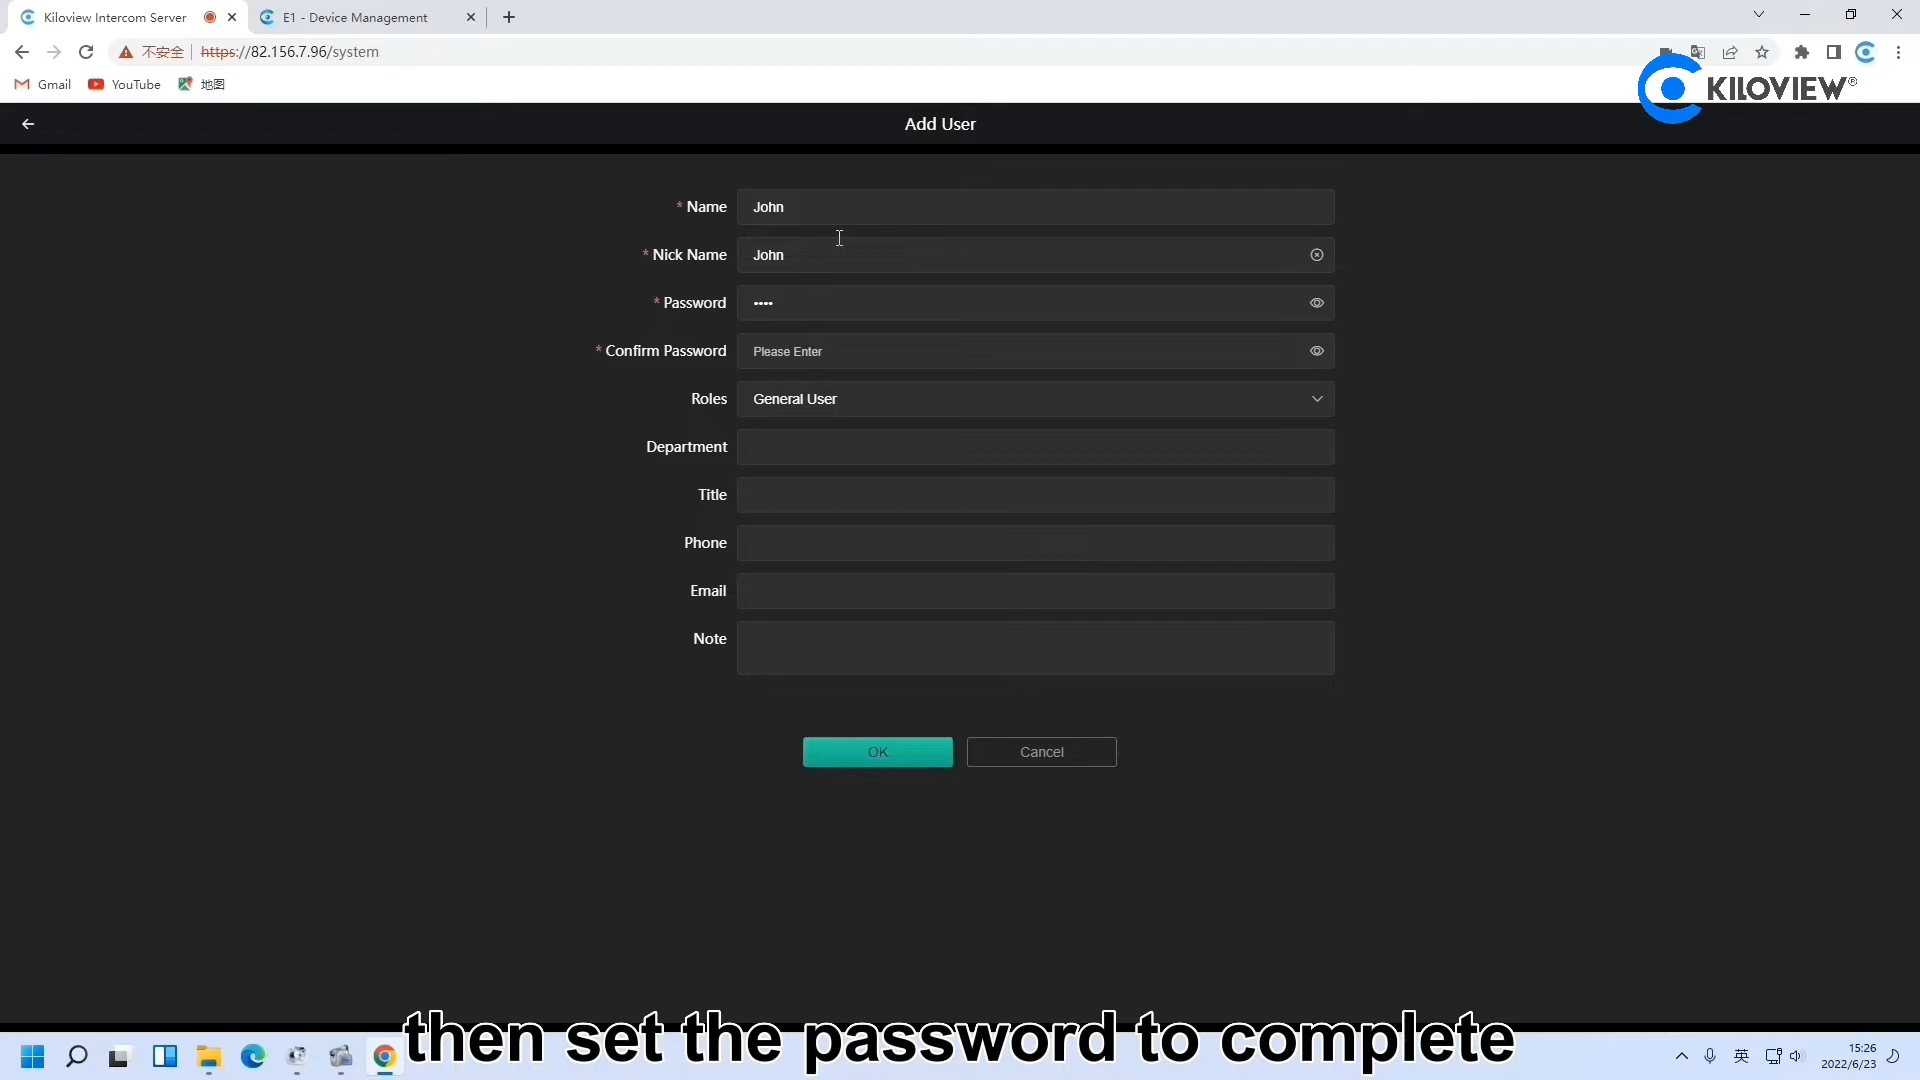 Kiloview Intercom Server
E1 - Device Management
不安全
https://82.156.7.96/system
Gmail
YouTube
地图
KILOVIEW®
Add User
* Name
John
* Nick Name
John
* Password
••••
* Confirm Password
Please Enter
Roles
General User
Department
Title
Phone
Email
Note
OK
Cancel
then set the password to complete
英
15:26
2022/6/23